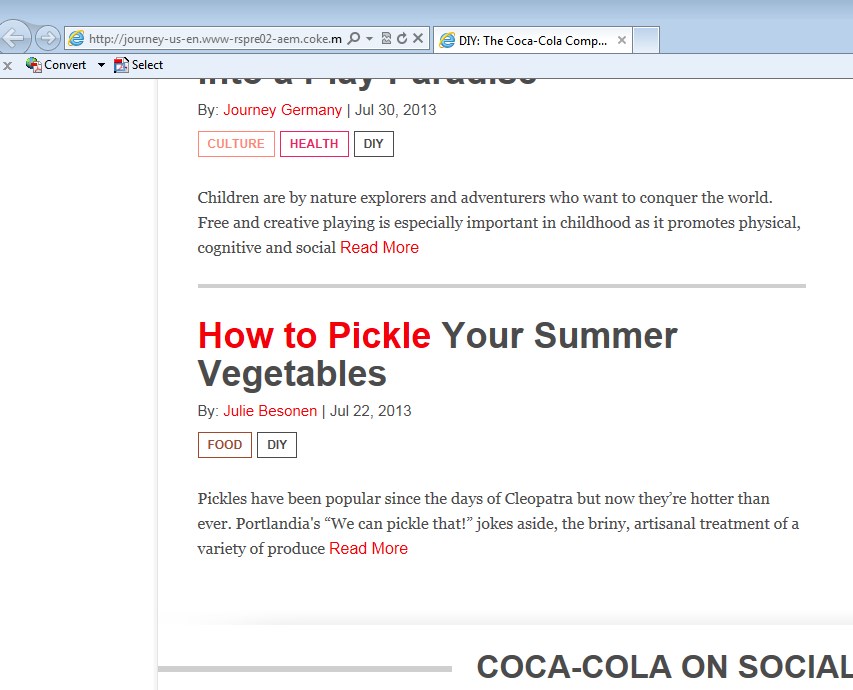 http://journey-us-en.www-rspre02-aem.coke.m
DIY: The Coca-Cola Comp...
x Convert Select
into a Play Paradise
By: Journey Germany | Jul 30, 2013
CULTURE HEALTH DIY
Children are by nature explorers and adventurers who want to conquer the world.
Free and creative playing is especially important in childhood as it promotes physical,
cognitive and social Read More
How to Pickle Your Summer
Vegetables
By: Julie Besonen | Jul 22, 2013
FOOD DIY
Pickles have been popular since the days of Cleopatra but now they’re hotter than
ever. Portlandia's “We can pickle that!” jokes aside, the briny, artisanal treatment of a
variety of produce Read More
COCA-COLA ON SOCIAL